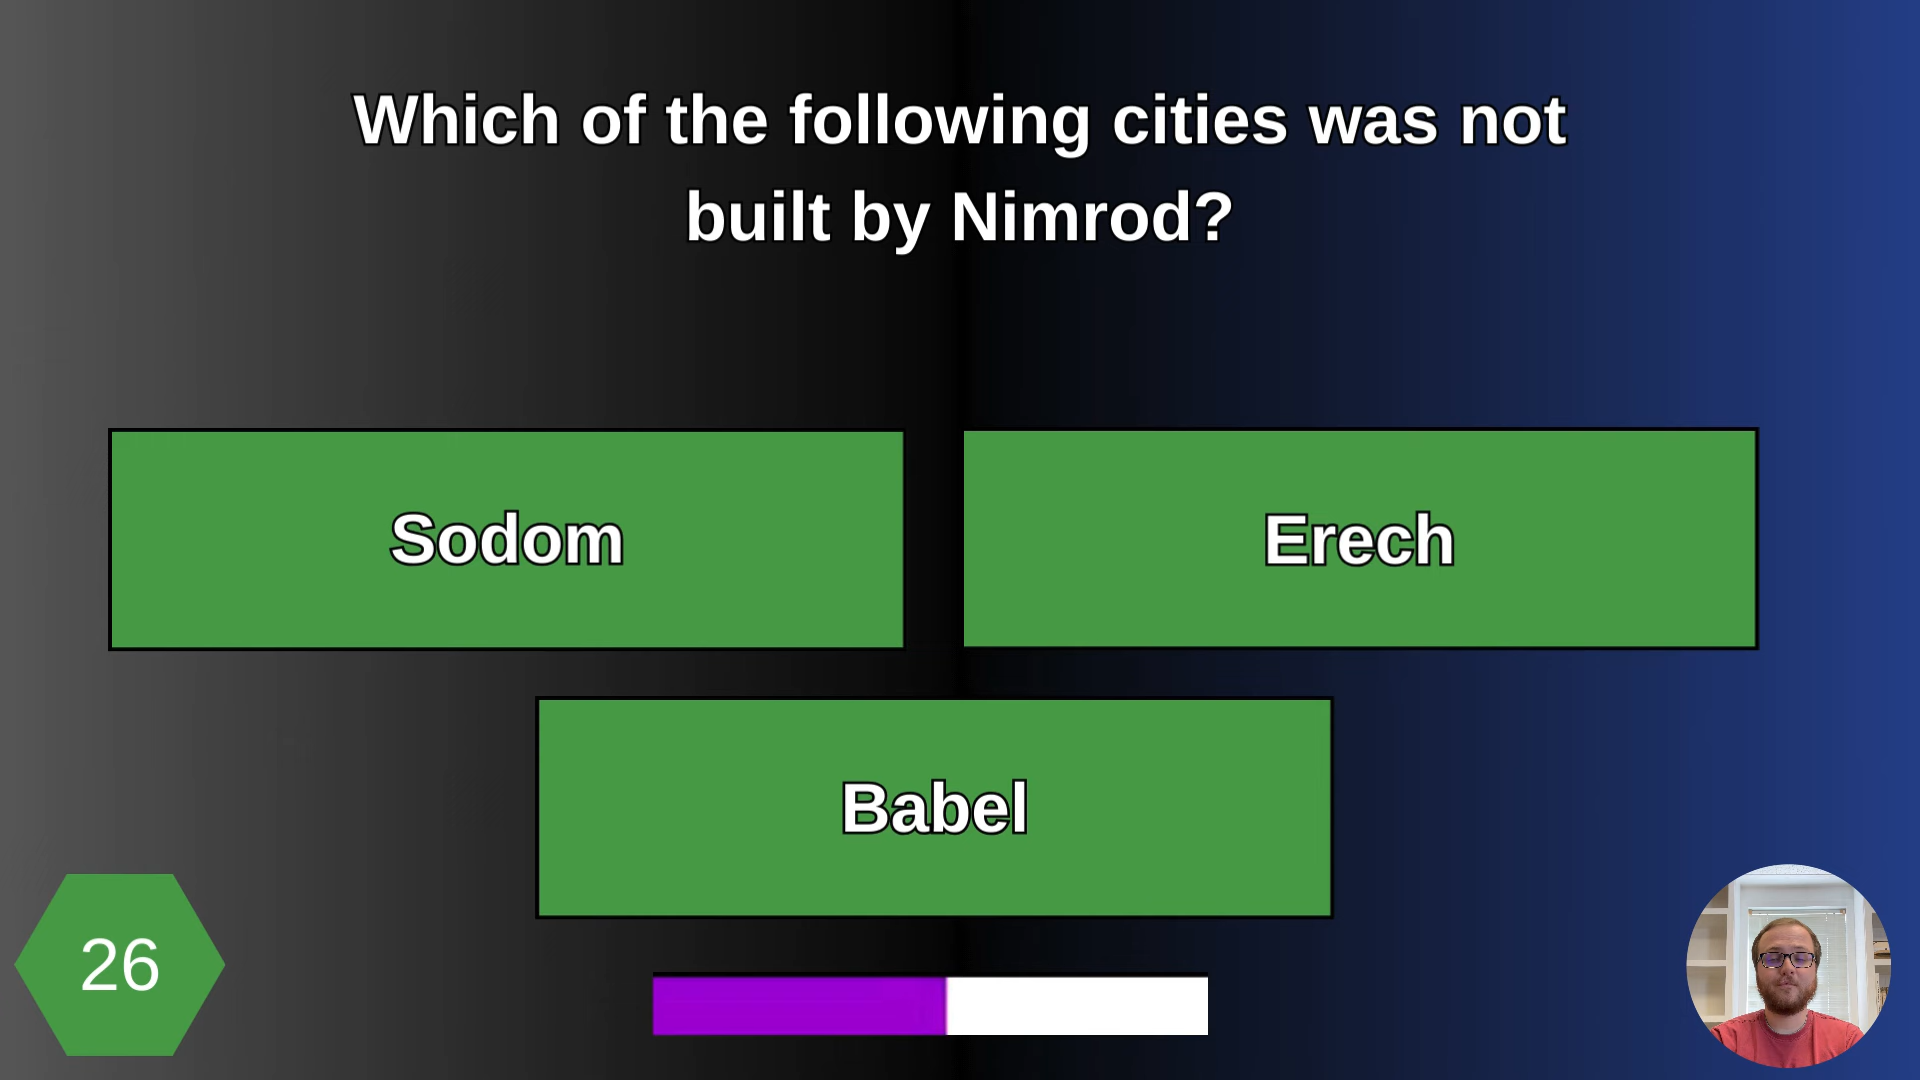 Which of the following cities was not
built by Nimrod?
Sodom
Erech
Babel
26